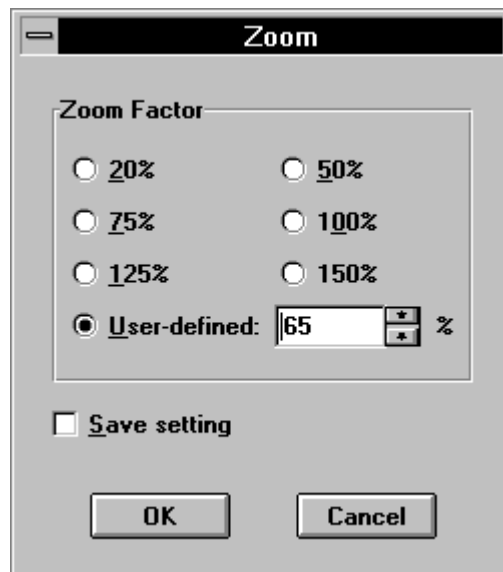 Zoom
Zoom Factor
20% 50%
75% 100%
125% 150%
User-defined: 65 %
Save setting
OK Cancel